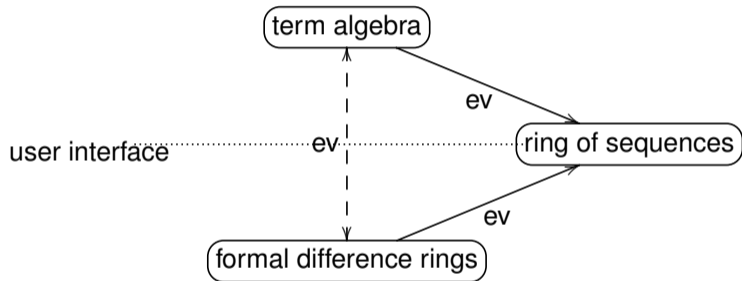 term algebra
ev
user interface
ev
ring of sequences
ev
formal difference rings